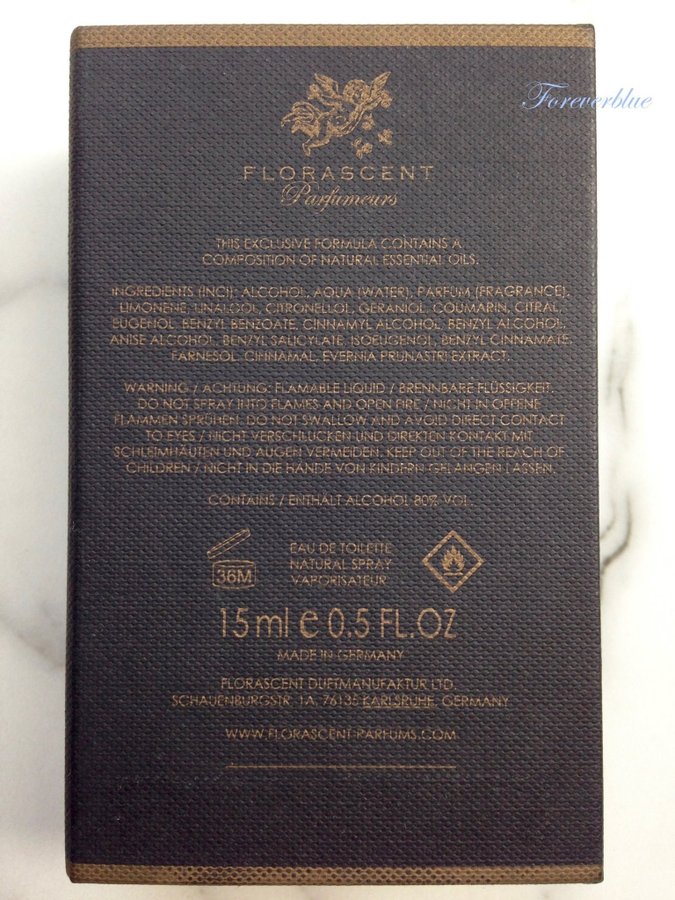 Foreverblue
FLORASCENT
Parfumeurs
THIS EXCLUSIVE FORMULA CONTAINS A
COMPOSITION OF NATURAL ESSENTIAL OILS.
INGREDIENTS (INCI): ALCOHOL, AQUA (WATER), PARFUM (FRAGRANCE),
LIMONENE, LINALOOL, CITRONELLOL, GERANIOL, COUMARIN, CITRAL,
EUGENOL, BENZYL BENZOATE, CINNAMYL ALCOHOL, BENZYL ALCOHOL,
ANISE ALCOHOL, BENZYL SALICYLATE, ISOEUGENOL, BENZYL CINNAMATE,
FARNESOL, CINNAMAL, EVERNIA PRUNASTRI EXTRACT.
WARNING / ACHTUNG: FLAMABLE LIQUID / BRENNBARE FLÜSSIGKEIT.
DO NOT SPRAY INTO FLAMES AND OPEN FIRE / NICHT IN OFFENE
FLAMMEN SPRÜHEN. DO NOT SWALLOW AND AVOID DIRECT CONTACT
TO EYES / NICHT VERSCHLUCKEN UND DIREKTEN KONTAKT MIT
SCHLEIMHÄUTEN UND AUGEN VERMEIDEN. KEEP OUT OF THE REACH OF
CHILDREN / NICHT IN DIE HÄNDE VON KINDERN GELANGEN LASSEN.
CONTAINS / ENTHÄLT ALCOHOL 80% VOL.
36M
EAU DE TOILETTE
NATURAL SPRAY
VAPORISATEUR
15 ml e 0.5 FL.OZ
MADE IN GERMANY
FLORASCENT DUFTMANUFAKTUR LTD.
SCHAUENBURGSTR. 1A, 76135 KARLSRUHE, GERMANY
WWW.FLORASCENT-PARFUMS.COM